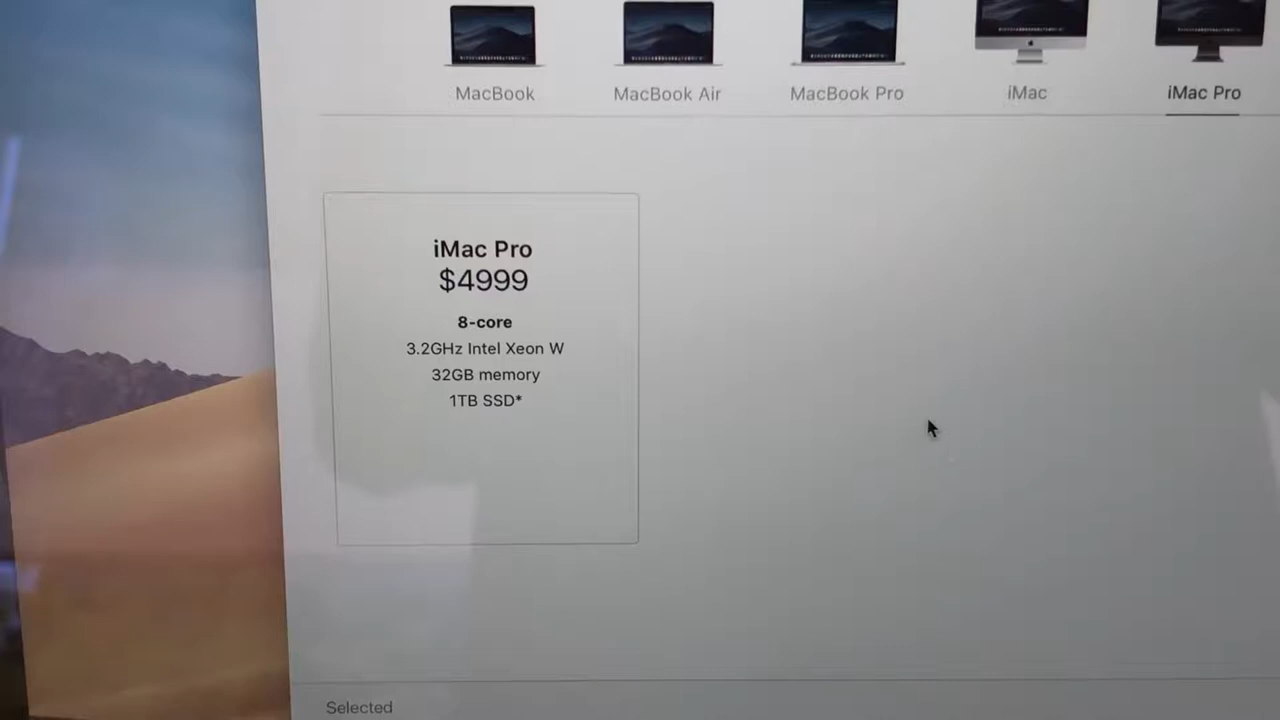 MacBook
MacBook Air
MacBook Pro
iMac
iMac Pro
iMac Pro
$4999
8-core
3.2GHz Intel Xeon W
32GB memory
1TB SSD*
Selected